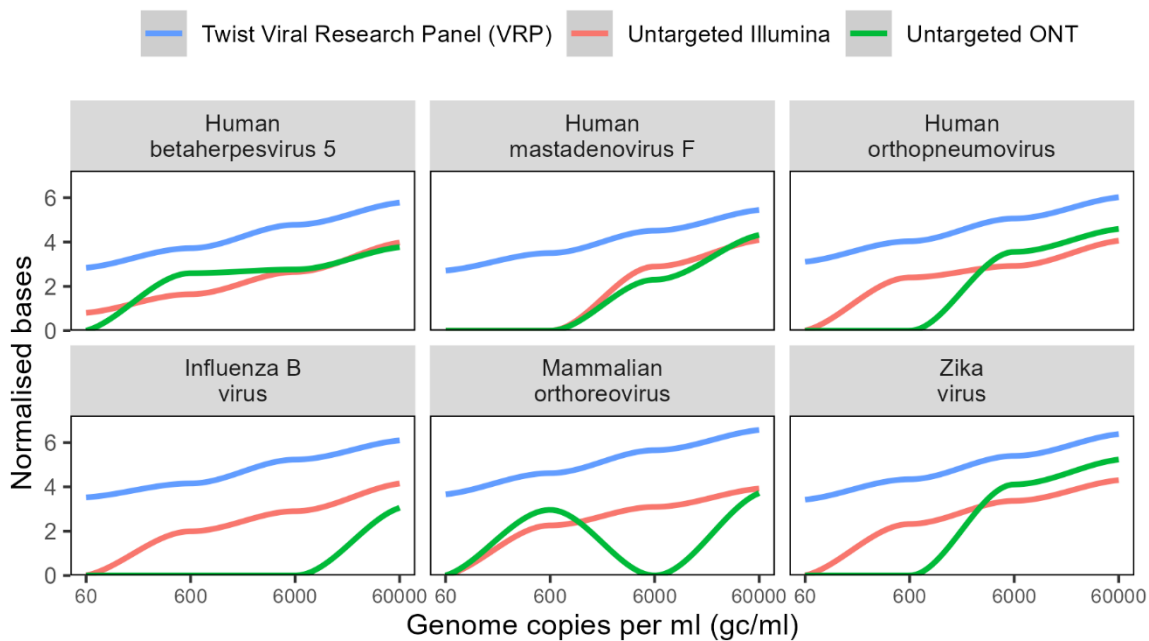 Twist Viral Research Panel (VRP) Untargeted Illumina Untargeted ONT
Human
betaherpesvirus 5
Human
mastadenovirus F
Human
orthopneumovirus
6
4
2
0
Influenza B
virus
Mammalian
orthoreovirus
Zika
virus
6
4
2
0
Normalised bases
60 600 6000 60000 60 600 6000 60000 60 600 6000 60000
Genome copies per ml (gc/ml)